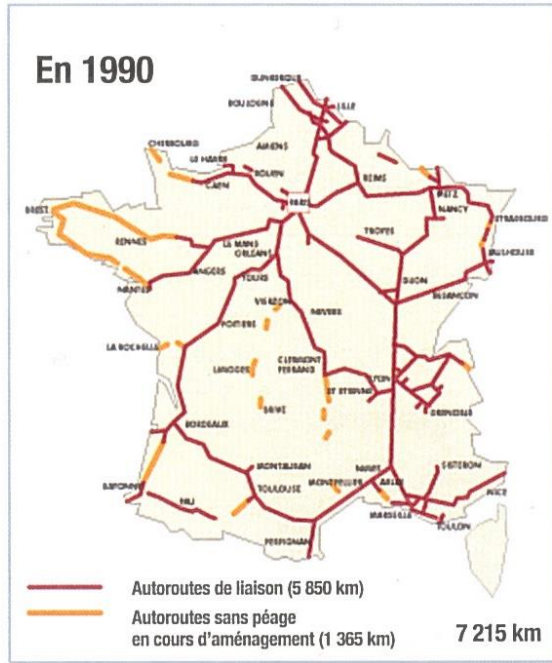 En 1990
DUNKERQUE
BOULOGNE
LILLE
CHERBOURG
AMIENS
LE HAVRE
ROUEN
REIMS
CAEN
PARIS
METZ
NANCY
STRASBOURG
BREST
RENNES
LE MANS
ORLÉANS
TROYES
MULHOUSE
ANGERS
NANTES
TOURS
DIJON
BESANÇON
VIERZON
NEVERS
POITIERS
LA ROCHELLE
LIMOGES
CLERMONT
FERRAND
LYON
ST ETIENNE
GRENOBLE
BRIVE
BORDEAUX
MONTAUBAN
NIMES
SISTERON
BAYONNE
TOULOUSE
MONTPELLIER
ARLES
NICE
PAU
MARSEILLE
TOULON
PERPIGNAN
Autoroutes de liaison (5 850 km)
Autoroutes sans péage
en cours d'aménagement (1 365 km)
7 215 km